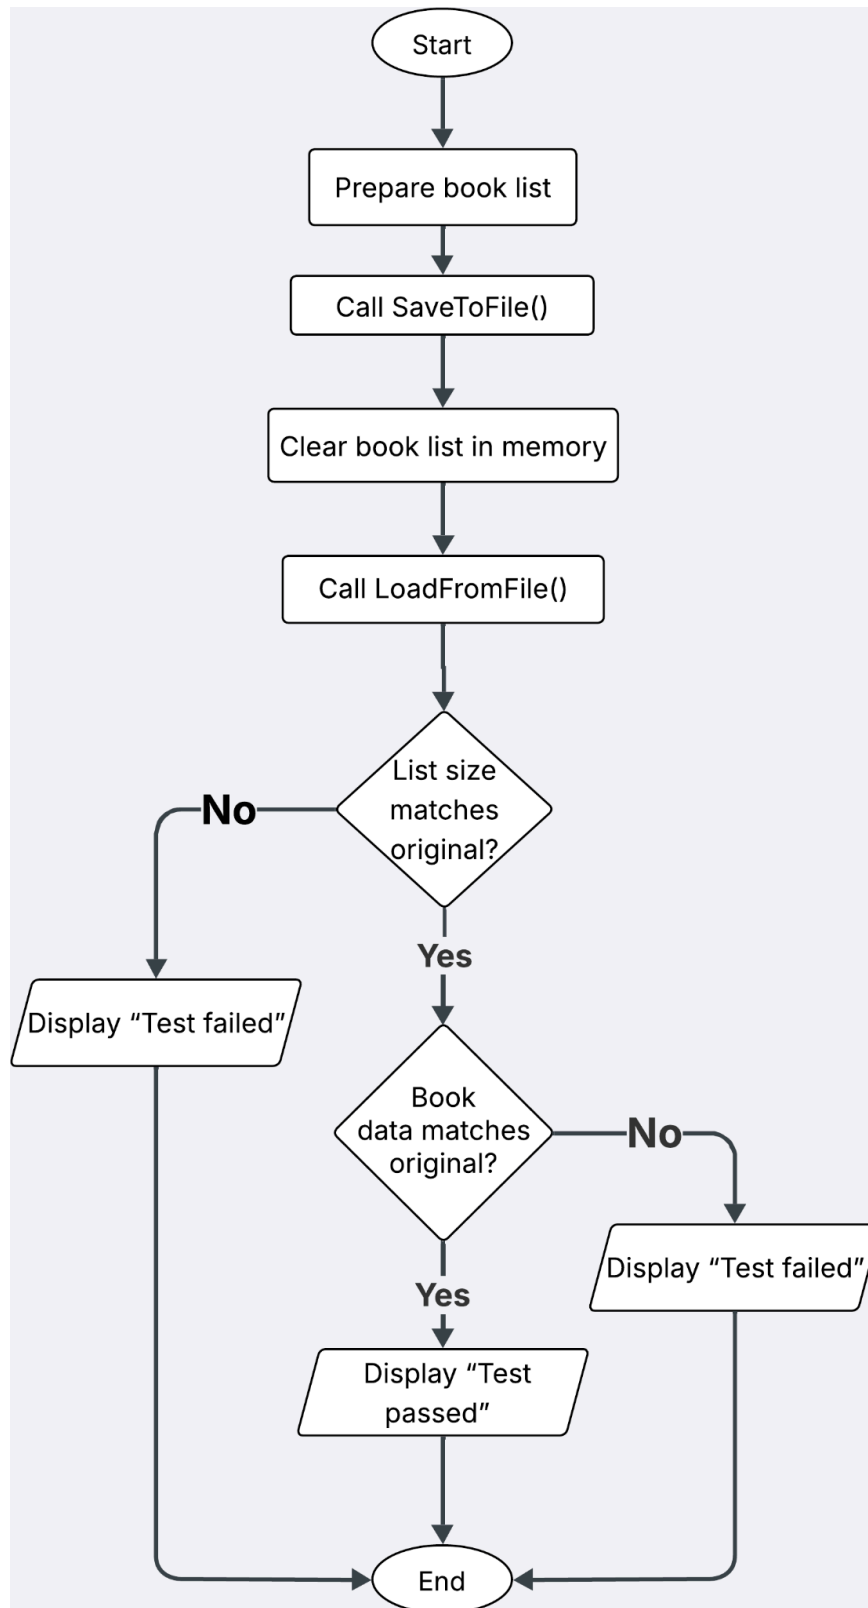 Start
Prepare book list
Call SaveToFile()
Clear book list in memory
Call LoadFromFile()
List size
matches
original?
No
Yes
Display “Test failed”
Book
data matches
original?
No
Yes
Display “Test failed”
Display “Test
passed”
End